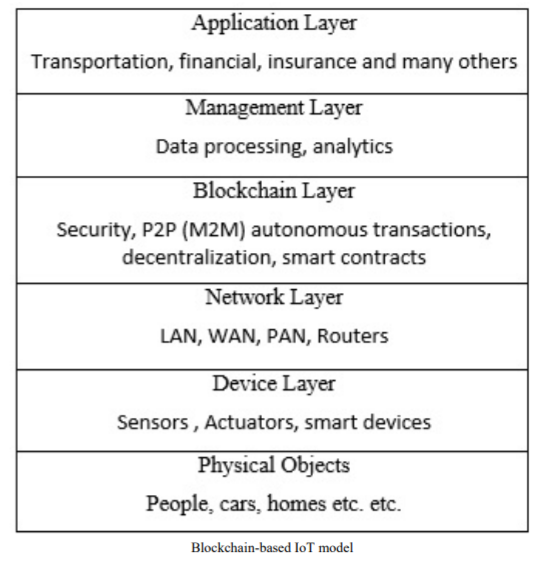 Application Layer
Transportation, financial, insurance and many others
Management Layer
Data processing, analytics
Blockchain Layer
Security, P2P (M2M) autonomous transactions,
decentralization, smart contracts
Network Layer
LAN, WAN, PAN, Routers
Device Layer
Sensors , Actuators, smart devices
Physical Objects
People, cars, homes etc. etc.
Blockchain-based IoT model